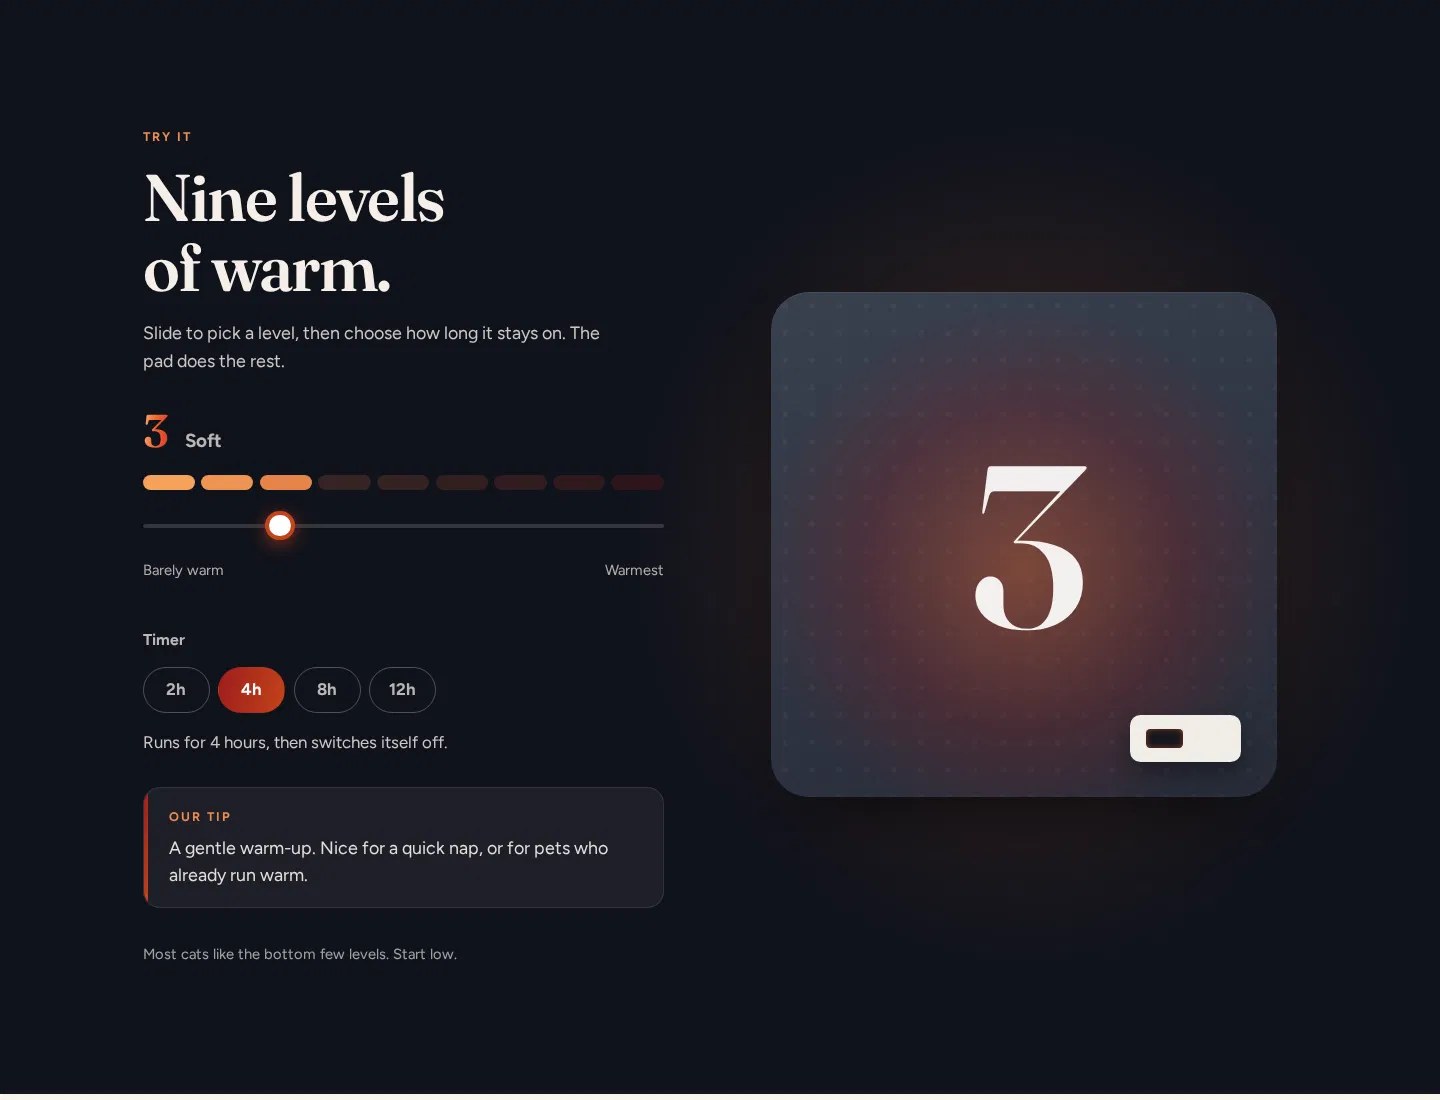 TRY IT
Nine levels
of warm.
Slide to pick a level, then choose how long it stays on. The
pad does the rest.
3 Soft
Barely warm Warmest
Timer
2h 4h 8h 12h
Runs for 4 hours, then switches itself off.
OUR TIP
A gentle warm-up. Nice for a quick nap, or for pets who
already run warm.
Most cats like the bottom few levels. Start low.
3